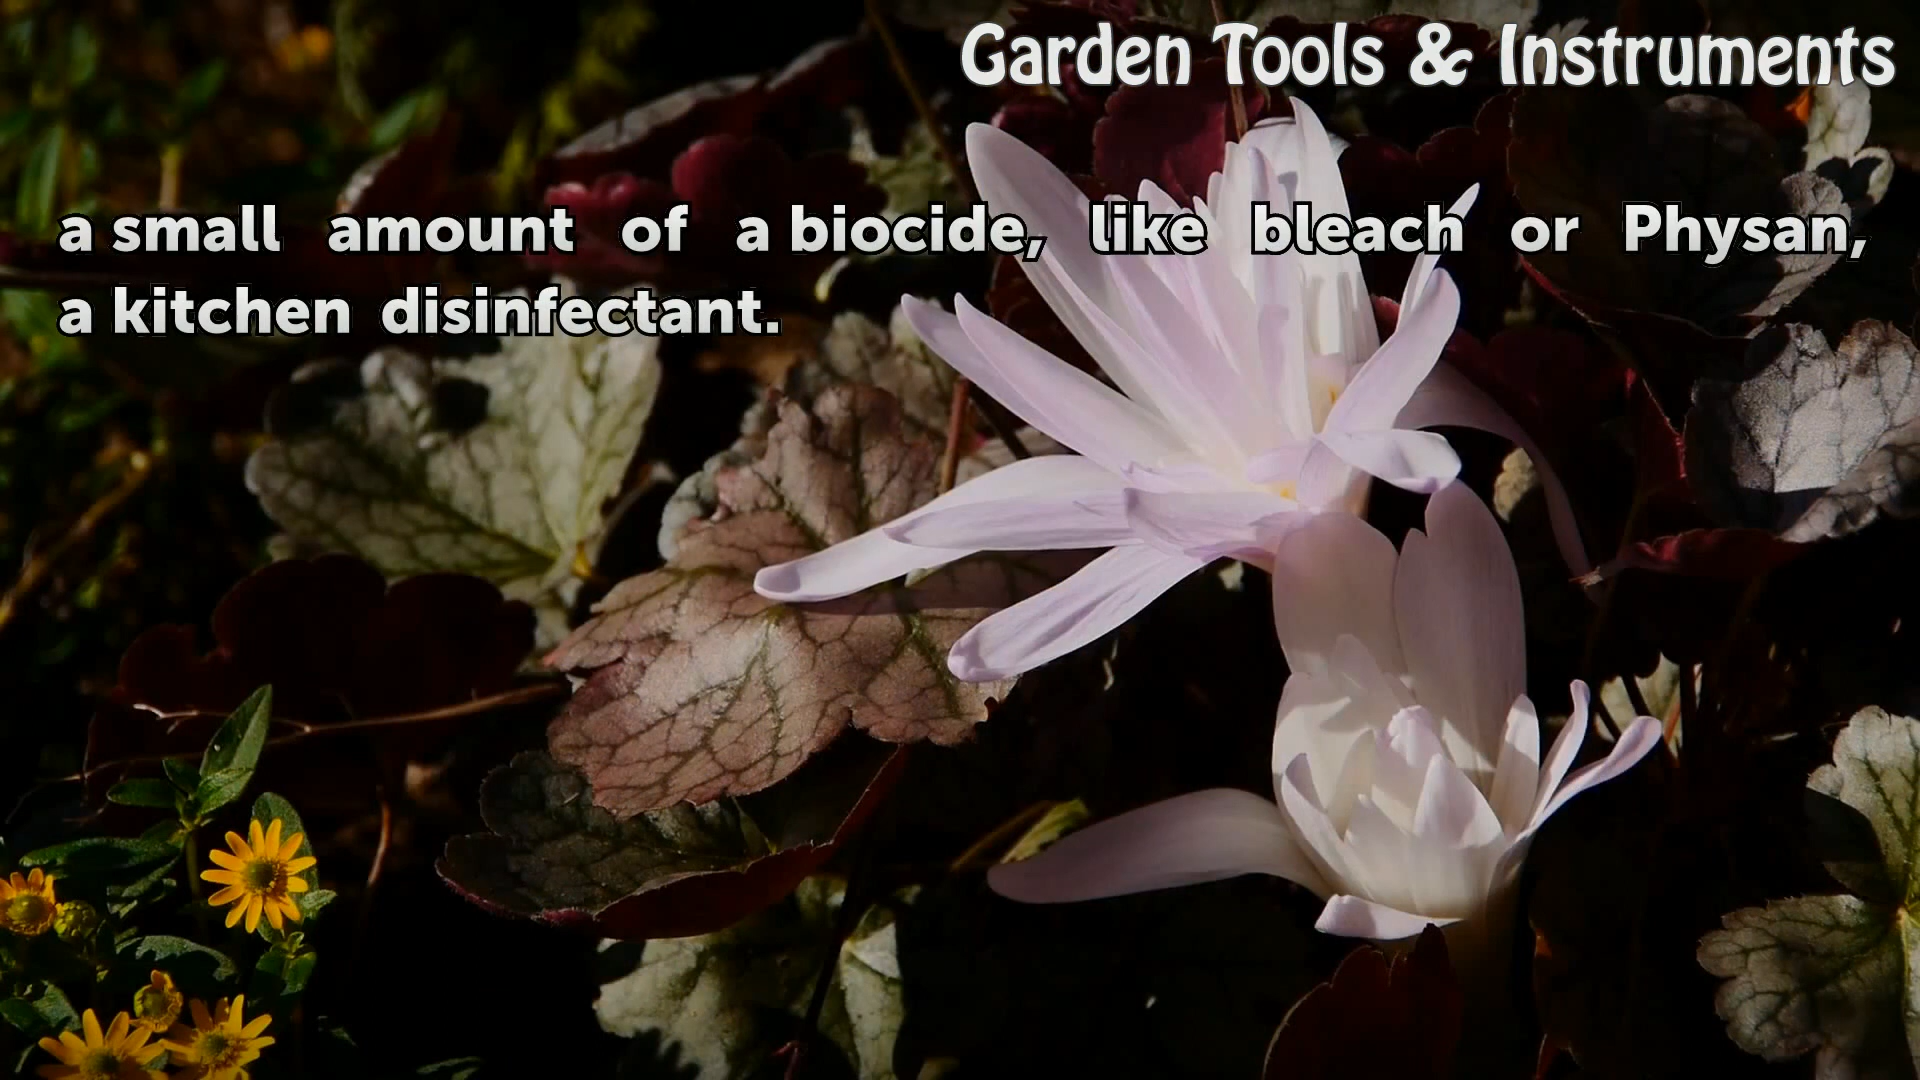 Garden Tools & Instruments
a small amount of a biocide, like bleach or Physan,
a kitchen disinfectant.